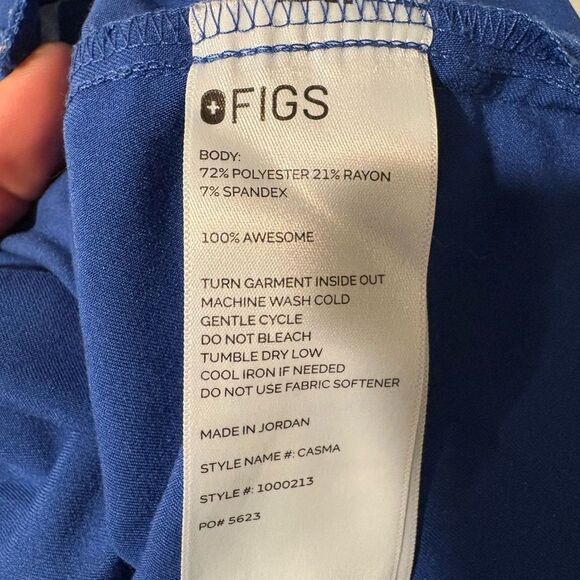 FIGS
BODY:
72% POLYESTER 21% RAYON
7% SPANDEX
100% AWESOME
TURN GARMENT INSIDE OUT
MACHINE WASH COLD
GENTLE CYCLE
DO NOT BLEACH
TUMBLE DRY LOW
COOL IRON IF NEEDED
DO NOT USE FABRIC SOFTENER
MADE IN JORDAN
STYLE NAME #: CASMA
STYLE #: 1000213
PO# 5623